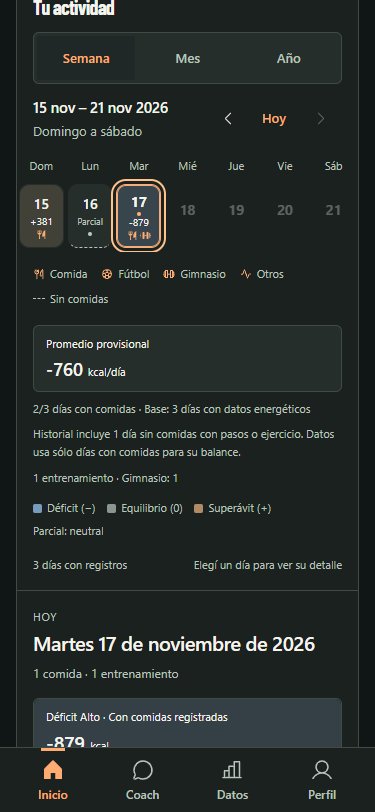 Tu actividad
Semana Mes Año
15 nov – 21 nov 2026
Domingo a sábado
Hoy
Dom Lun Mar Mié Jue Vie Sáb
15 16 17 18 19 20 21
+381 Parcial -879
Comida Fútbol Gimnasio Otros
--- Sin comidas
Promedio provisional
-760 kcal/día
2/3 días con comidas · Base: 3 días con datos energéticos
Historial incluye 1 día sin comidas con pasos o ejercicio. Datos
usa sólo días con comidas para su balance.
1 entrenamiento · Gimnasio: 1
Déficit (−) Equilibrio (0) Superávit (+)
Parcial: neutral
3 días con registros Elegí un día para ver su detalle
HOY
Martes 17 de noviembre de 2026
1 comida · 1 entrenamiento
Déficit Alto · Con comidas registradas
-879 kcal
Inicio Coach Datos Perfil